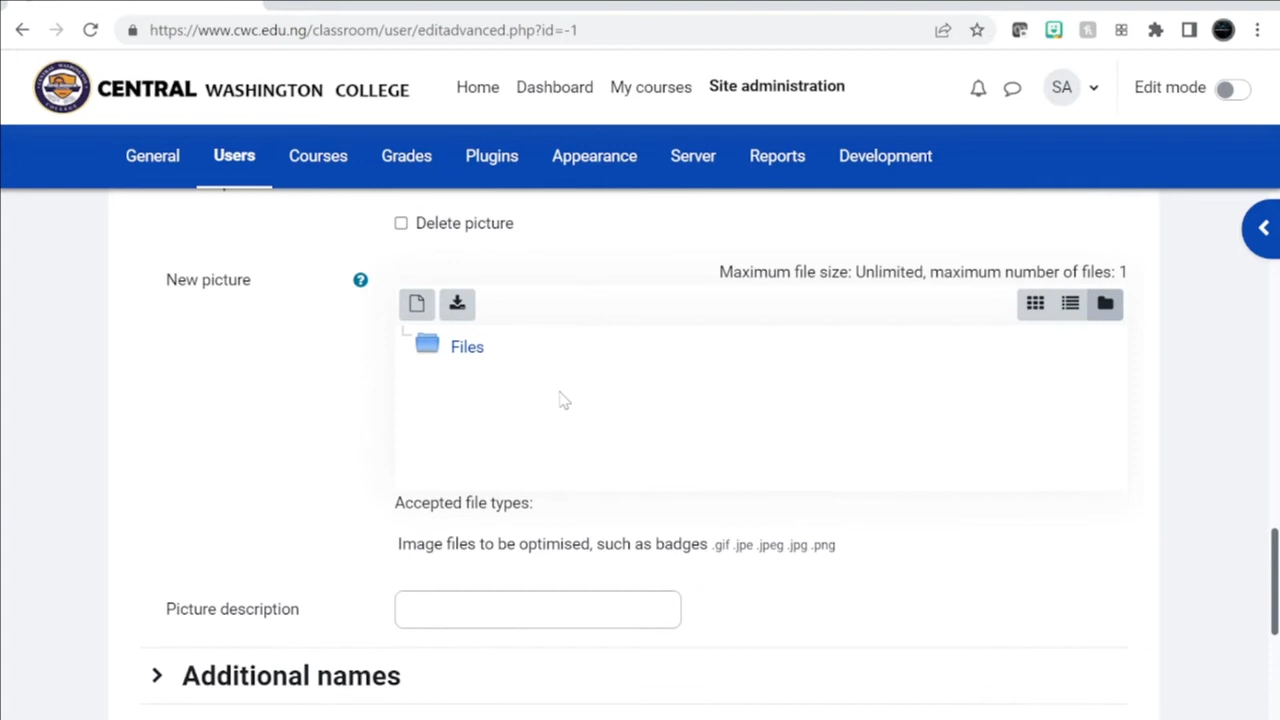 https://www.cwc.edu.ng/classroom/user/editadvanced.php?id=-1
CENTRAL WASHINGTON COLLEGE
Home Dashboard My courses Site administration
SA
Edit mode
General Users Courses Grades Plugins Appearance Server Reports Development
Delete picture
New picture
Maximum file size: Unlimited, maximum number of files: 1
Files
Accepted file types:
Image files to be optimised, such as badges .gif .jpe .jpeg .jpg .png
Picture description
Additional names